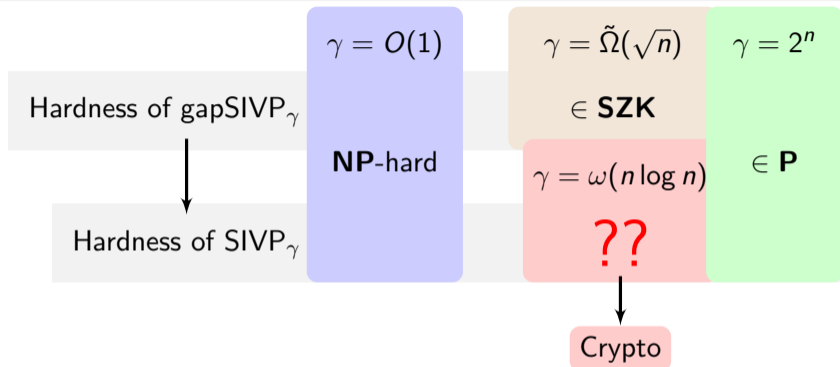 γ = O(1)
γ = Ω̃(√n)
γ = 2ⁿ
Hardness of gapSIVPγ
∈ SZK
NP-hard
∈ P
γ = ω(n log n)
Hardness of SIVPγ
??
Crypto